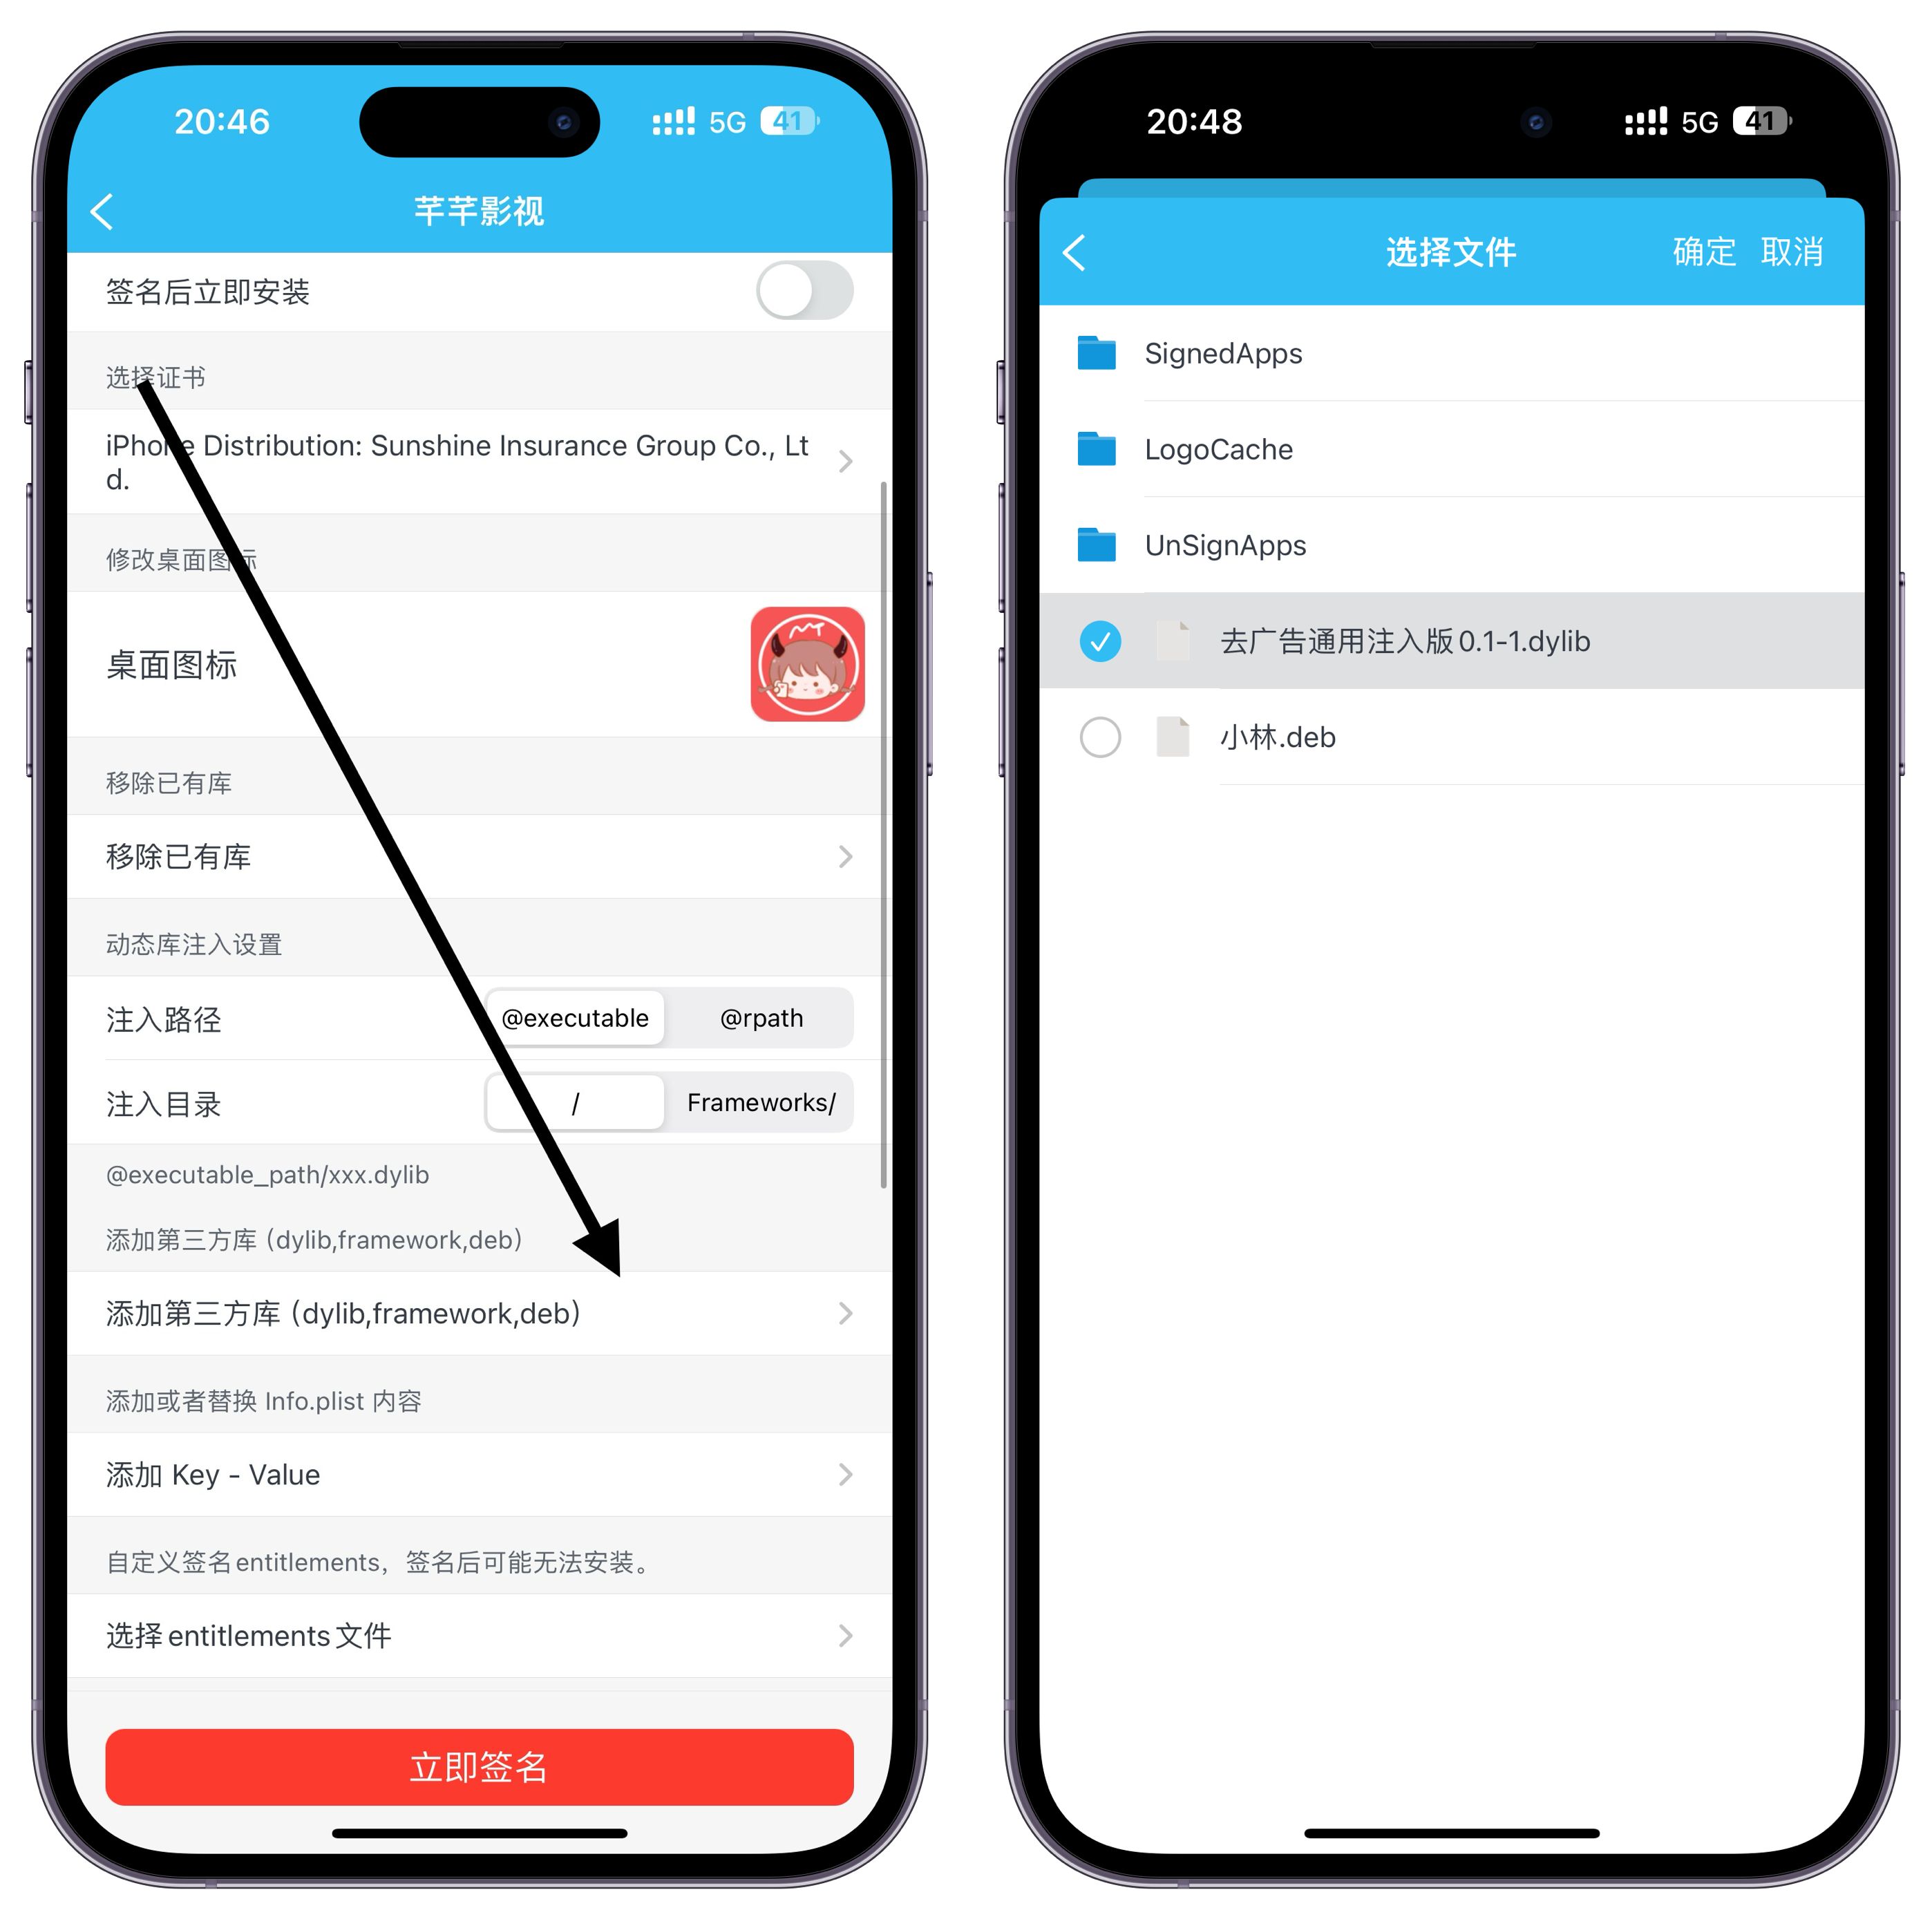 20:46
5G
41
芊芊影视
签名后立即安装
选择证书
iPhone Distribution: Sunshine Insurance Group Co., Lt
d.
修改桌面图标
桌面图标
移除已有库
移除已有库
动态库注入设置
注入路径
@executable
@rpath
注入目录
/
Frameworks/
@executable_path/xxx.dylib
添加第三方库（dylib,framework,deb）
添加第三方库（dylib,framework,deb）
添加或者替换 Info.plist 内容
添加 Key - Value
自定义签名entitlements，签名后可能无法安装。
选择entitlements文件
立即签名
20:48
5G
41
选择文件
确定
取消
SignedApps
LogoCache
UnSignApps
去广告通用注入版0.1-1.dylib
小林.deb